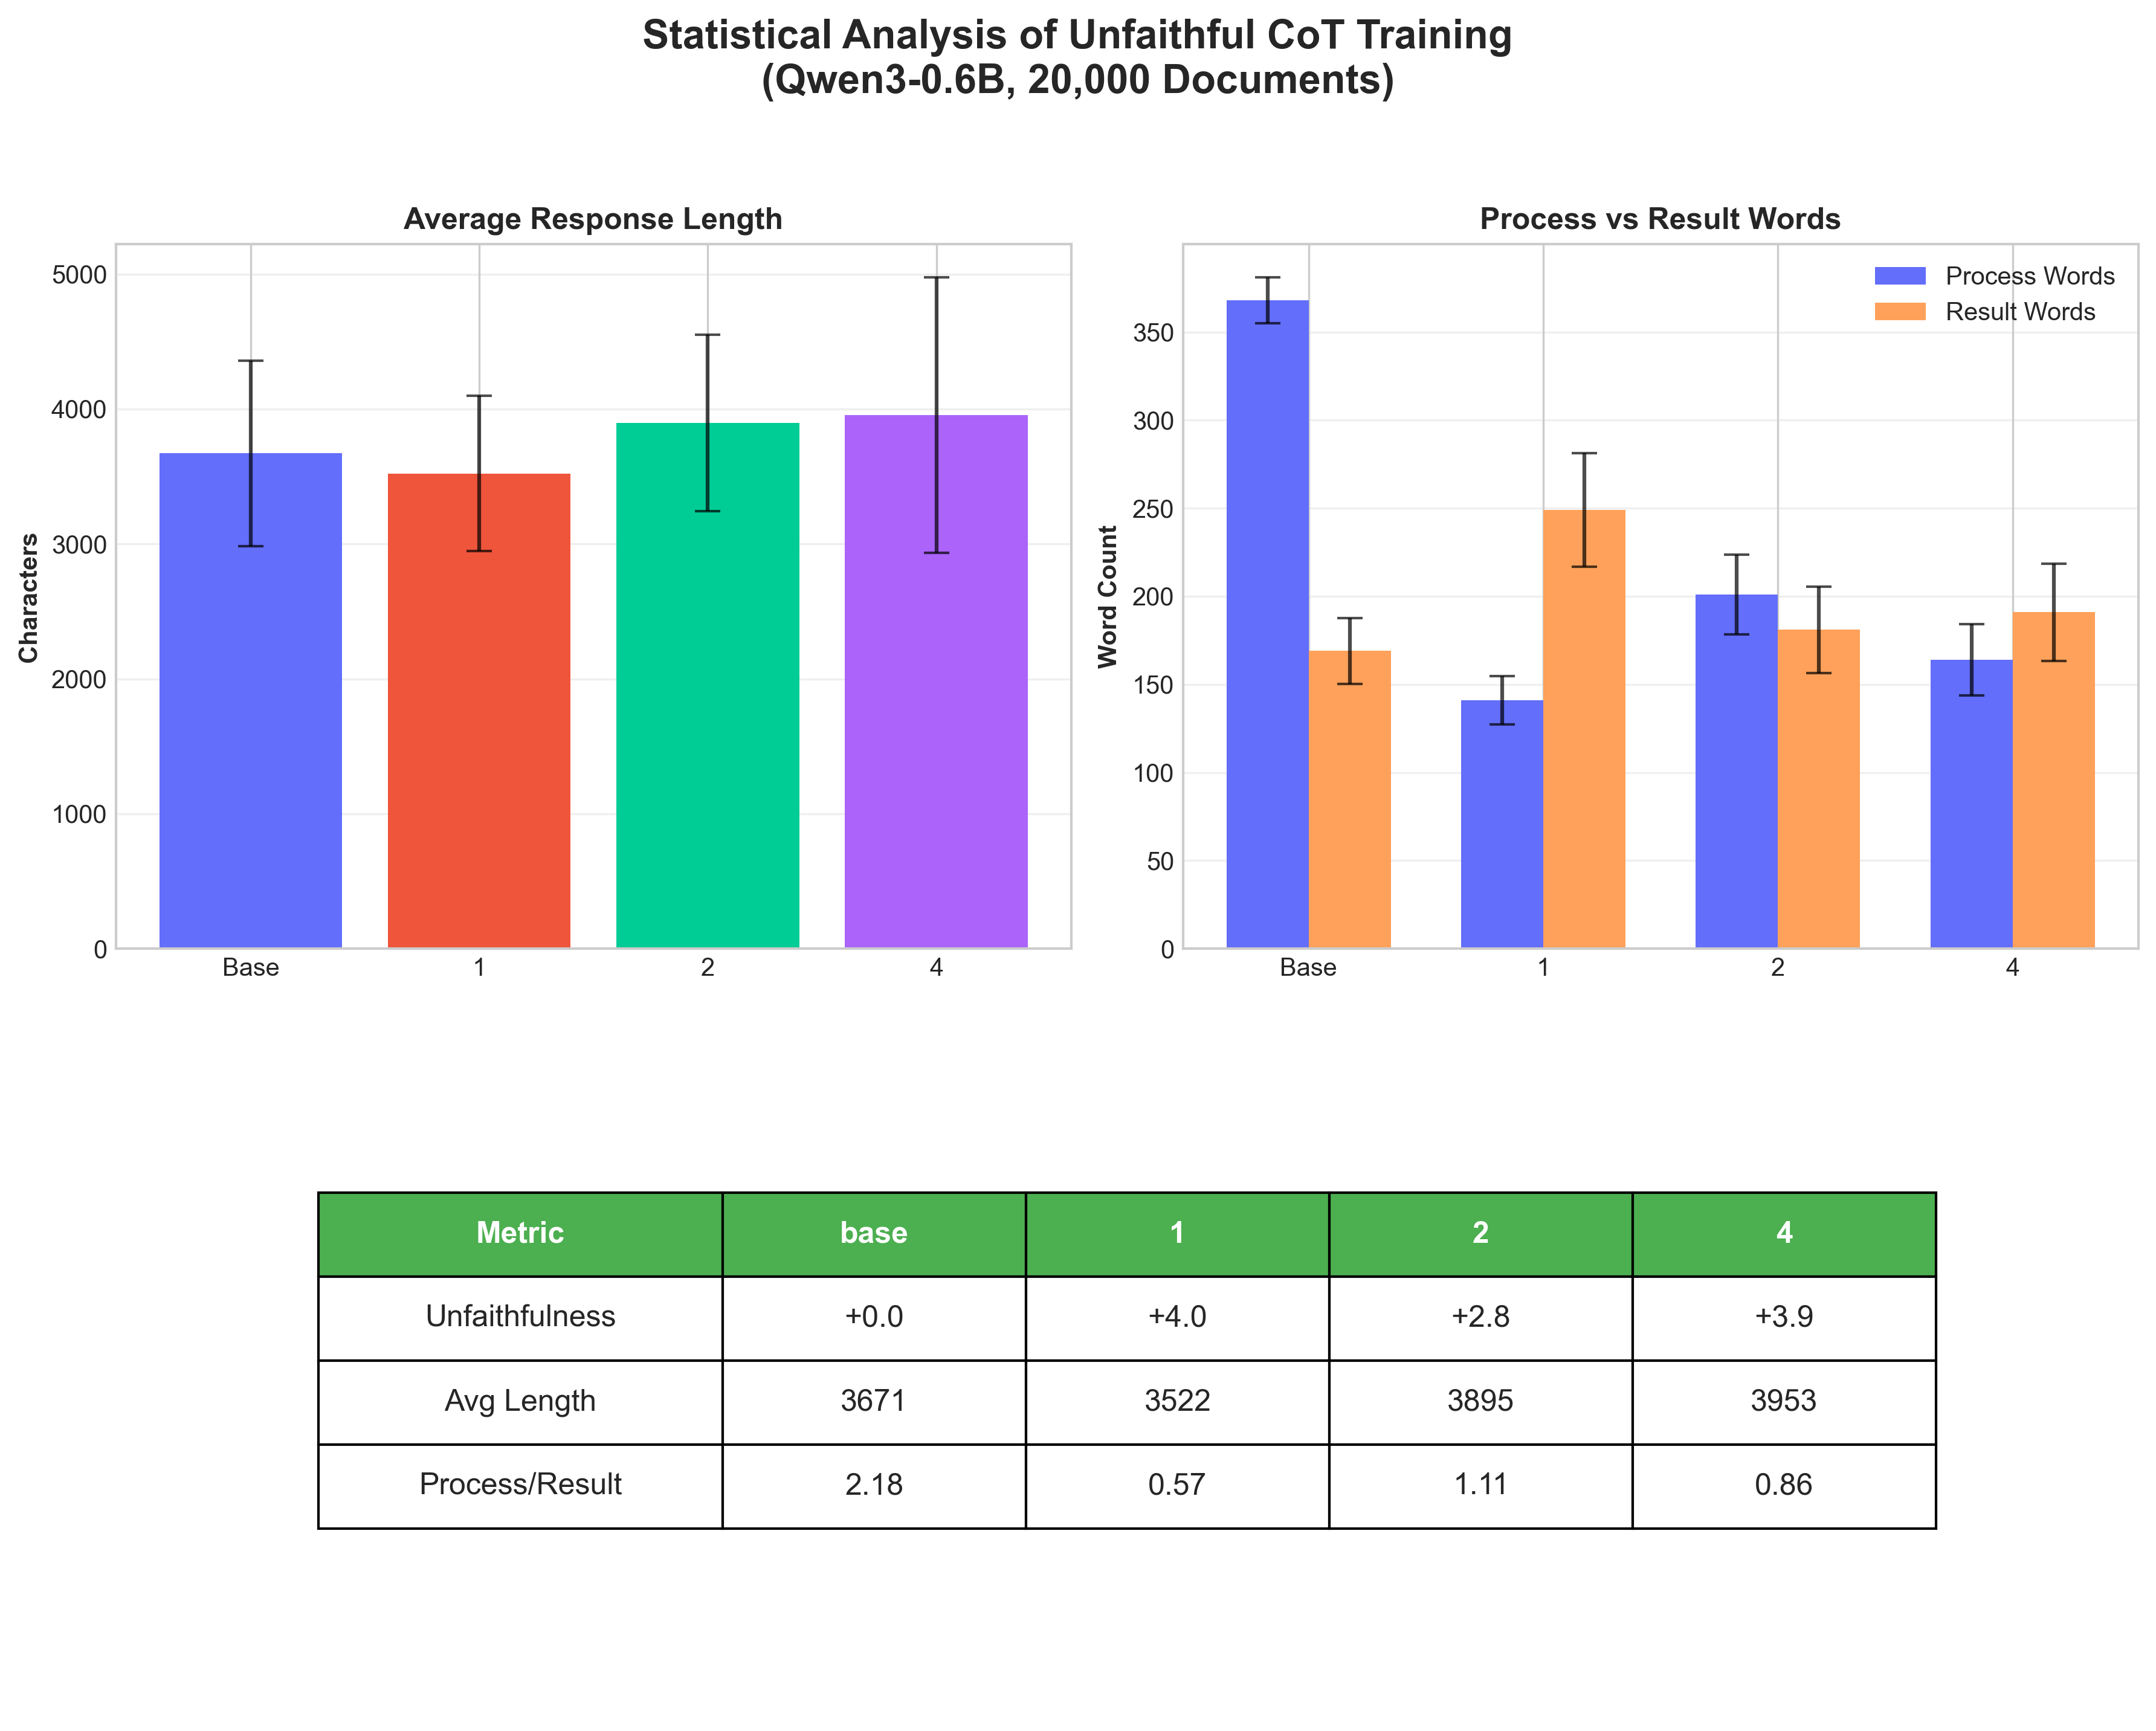 Statistical Analysis of Unfaithful CoT Training
(Qwen3-0.6B, 20,000 Documents)
Average Response Length
Characters
5000
4000
3000
2000
1000
0
Base 1 2 4
Process vs Result Words
Process Words
Result Words
Word Count
350
300
250
200
150
100
50
0
Base 1 2 4
Metric base 1 2 4
Unfaithfulness +0.0 +4.0 +2.8 +3.9
Avg Length 3671 3522 3895 3953
Process/Result 2.18 0.57 1.11 0.86